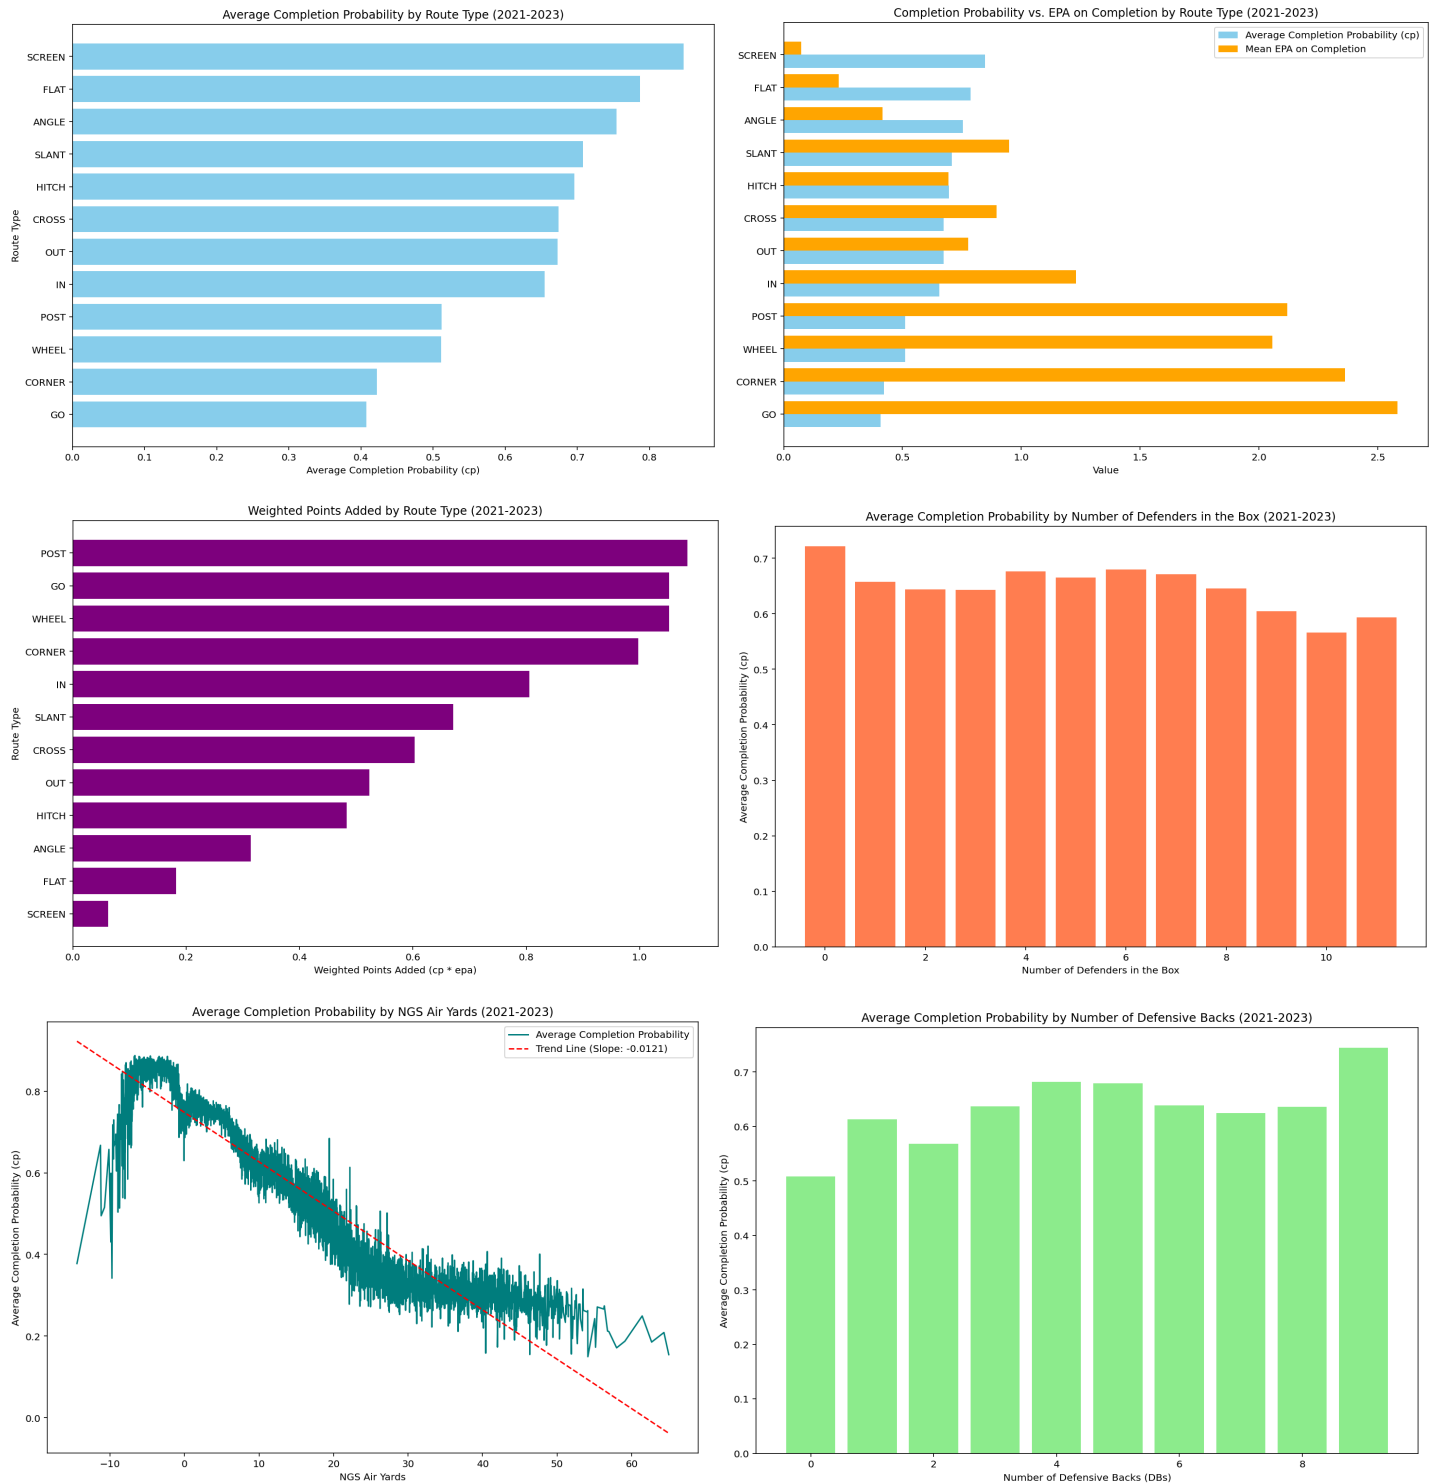 Average Completion Probability by Route Type (2021-2023)
Route Type
SCREEN
FLAT
ANGLE
SLANT
HITCH
CROSS
OUT
IN
POST
WHEEL
CORNER
GO
0.0 0.1 0.2 0.3 0.4 0.5 0.6 0.7 0.8
Average Completion Probability (cp)
Completion Probability vs. EPA on Completion by Route Type (2021-2023)
Average Completion Probability (cp)
Mean EPA on Completion
SCREEN
FLAT
ANGLE
SLANT
HITCH
CROSS
OUT
IN
POST
WHEEL
CORNER
GO
0.0 0.5 1.0 1.5 2.0 2.5
Value
Weighted Points Added by Route Type (2021-2023)
Route Type
POST
GO
WHEEL
CORNER
IN
SLANT
CROSS
OUT
HITCH
ANGLE
FLAT
SCREEN
0.0 0.2 0.4 0.6 0.8 1.0
Weighted Points Added (cp * epa)
Average Completion Probability by Number of Defenders in the Box (2021-2023)
Average Completion Probability (cp)
0.7
0.6
0.5
0.4
0.3
0.2
0.1
0.0
0 2 4 6 8 10
Number of Defenders in the Box
Average Completion Probability by NGS Air Yards (2021-2023)
Average Completion Probability
Trend Line (Slope: -0.0121)
Average Completion Probability (cp)
0.8
0.6
0.4
0.2
0.0
−10 0 10 20 30 40 50 60
NGS Air Yards
Average Completion Probability by Number of Defensive Backs (2021-2023)
Average Completion Probability (cp)
0.7
0.6
0.5
0.4
0.3
0.2
0.1
0.0
0 2 4 6 8
Number of Defensive Backs (DBs)